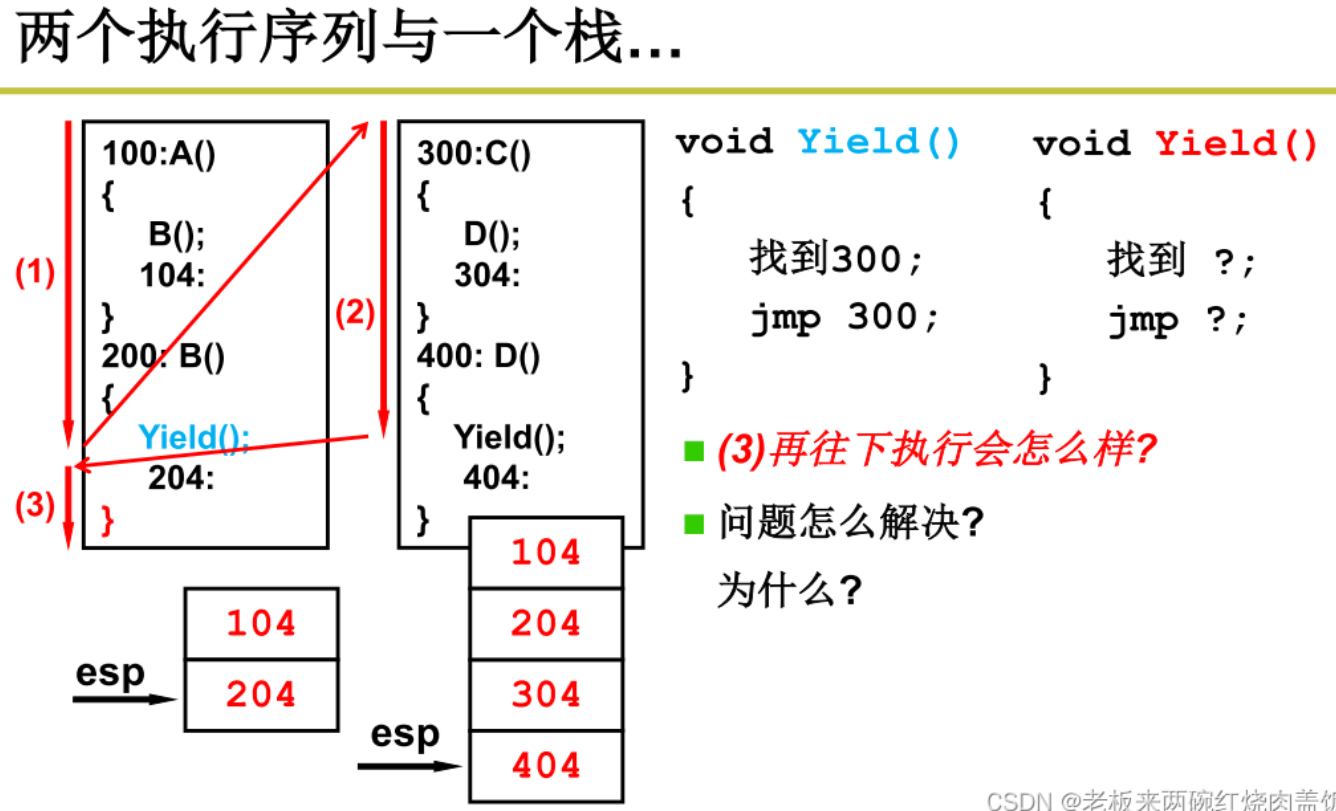 两个执行序列与一个栈...
(1)
100:A()
{
B();
104:
}
200: B()
{
Yield();
204:
}
(3)
(2)
300:C()
{
D();
304:
}
400: D()
{
Yield();
404:
}
void Yield()
{
找到300;
jmp 300;
}
void Yield()
{
找到 ?;
jmp ?;
}
(3)再往下执行会怎么样?
问题怎么解决?
为什么?
esp
104
204
esp
104
204
304
404
CSDN @老板来两碗红烧肉盖饭